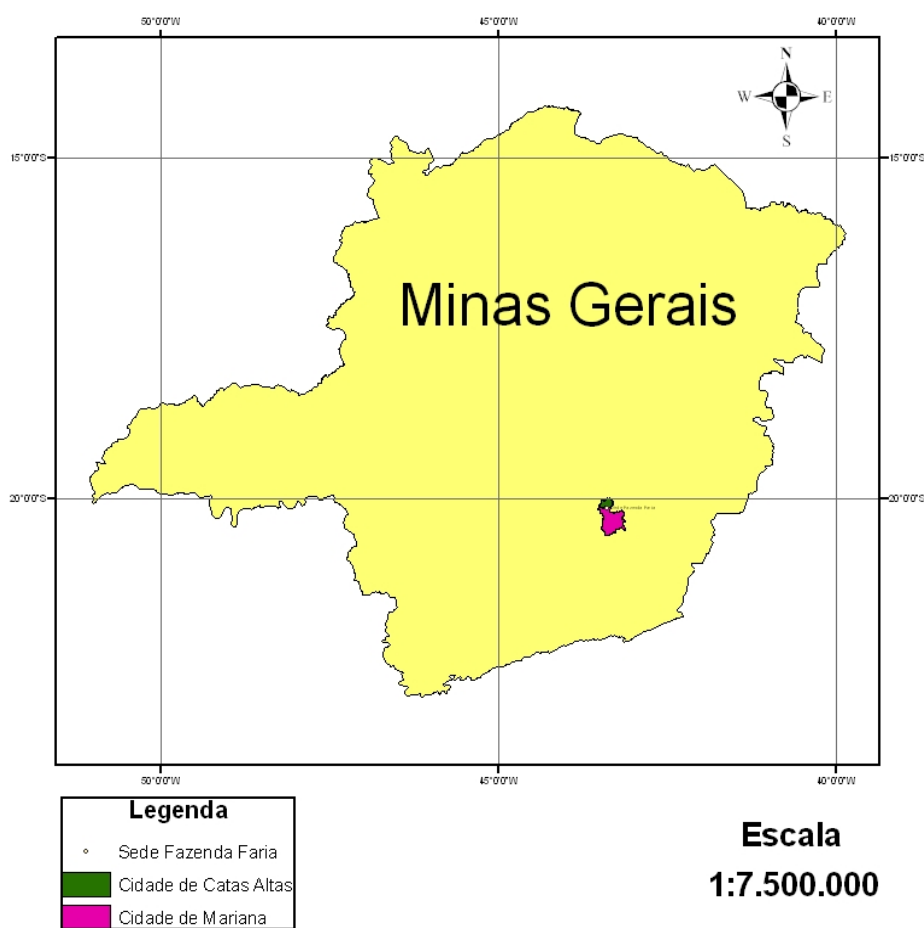 50°0'0"W 45°0'0"W 40°0'0"W
N
W E
S
15°0'0"S 15°0'0"S
Minas Gerais
20°0'0"S 20°0'0"S
Fazenda Faria
50°0'0"W 45°0'0"W 40°0'0"W
Legenda
Sede Fazenda Faria
Cidade de Catas Altas
Cidade de Mariana
Escala
1:7.500.000